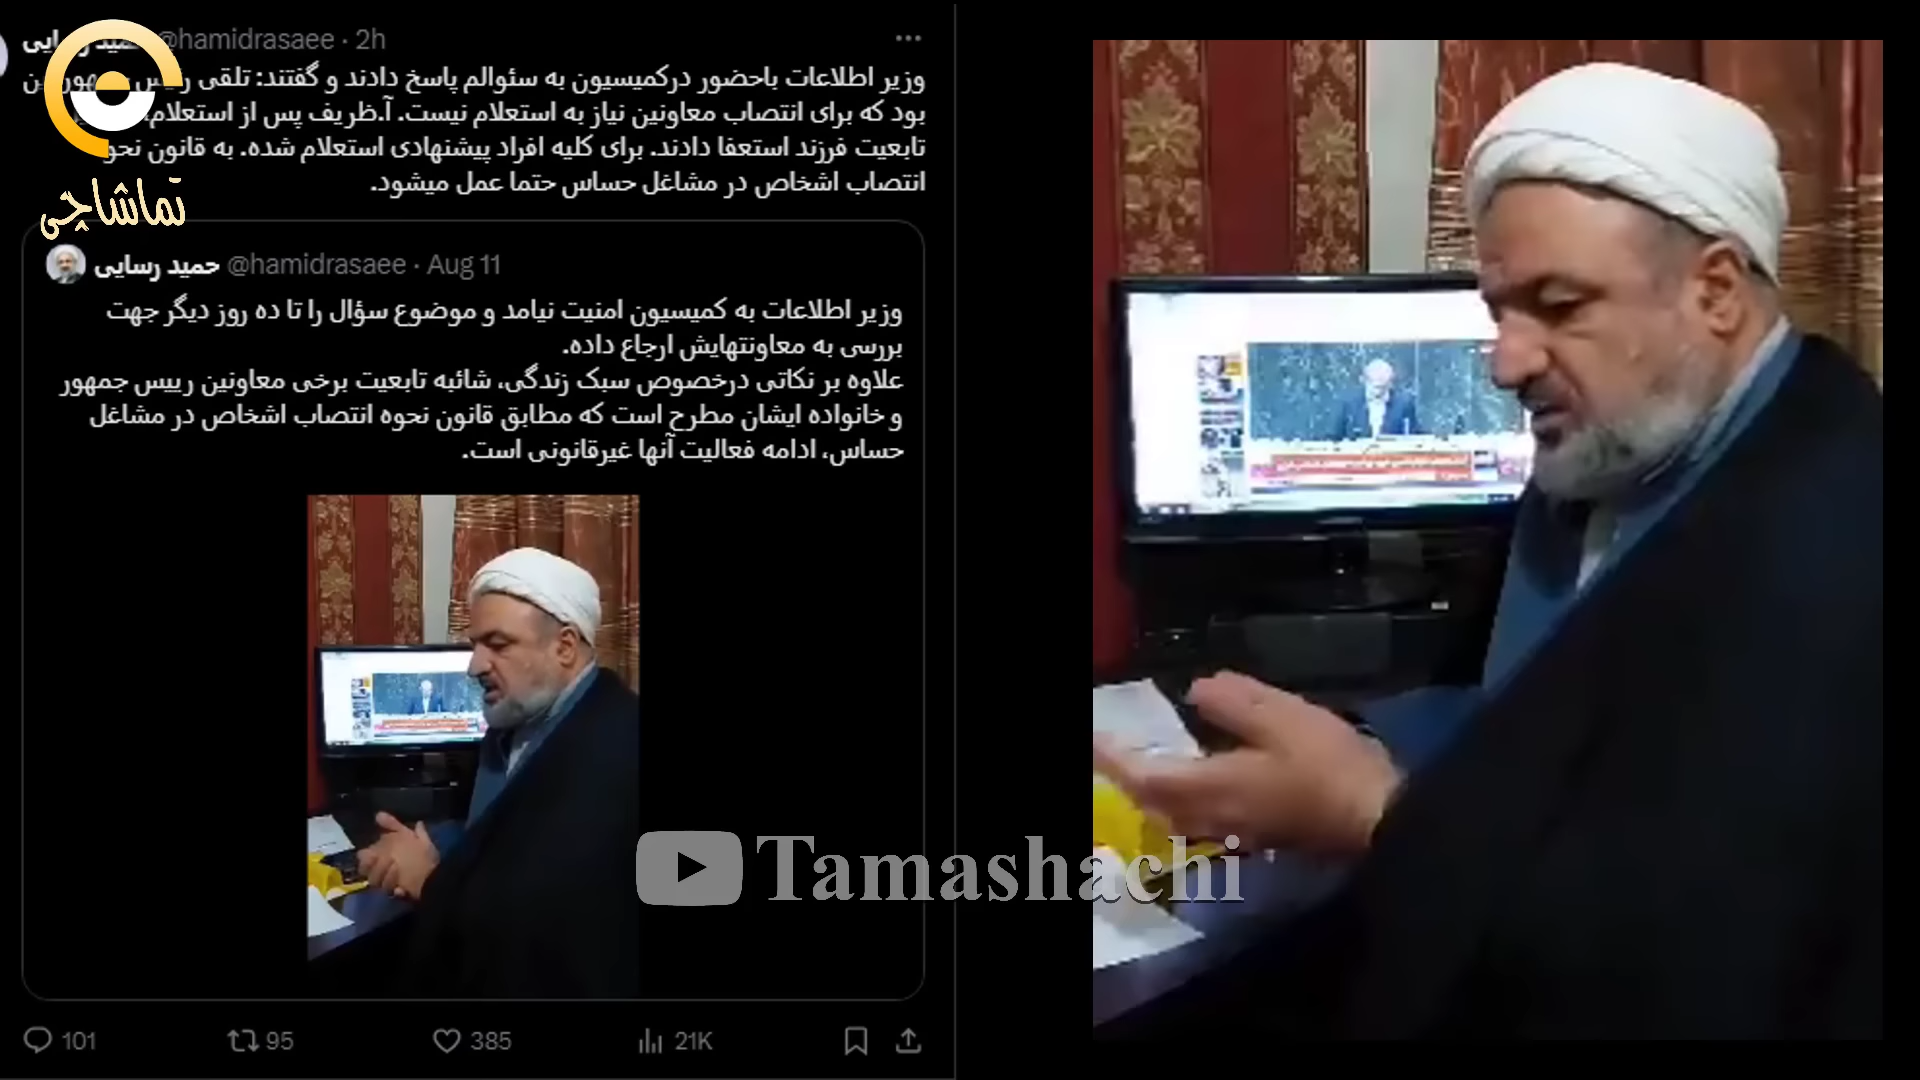 @hamidrasaee · 2h
وزیر اطلاعات باحضور درکمیسیون به سئوالم پاسخ دادند و گفتند: تلقی
بود که برای انتصاب معاونین نیاز به استعلام نیست. آ.ظریف پس از استعلام،
تابعیت فرزند استعفا دادند. برای کلیه افراد پیشنهادی استعلام شده. به قانون نحوه
انتصاب اشخاص در مشاغل حساس حتما عمل میشود.
تماشاچی
حمید رسایی @hamidrasaee · Aug 11
وزیر اطلاعات به کمیسیون امنیت نیامد و موضوع سؤال را تا ده روز دیگر جهت
بررسی به معاونتهایش ارجاع داده.
علاوه بر نکاتی درخصوص سبک زندگی، شائبه تابعیت برخی معاونین رییس جمهور
و خانواده ایشان مطرح است که مطابق قانون نحوه انتصاب اشخاص در مشاغل
حساس، ادامه فعالیت آنها غیرقانونی است.
Tamashachi
101 95 385 21K